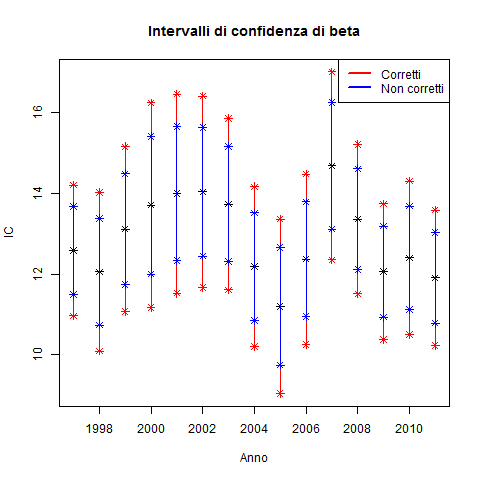 Intervalli di confidenza di beta
Corretti
Non corretti
IC
16
14
12
10
1998 2000 2002 2004 2006 2008 2010
Anno